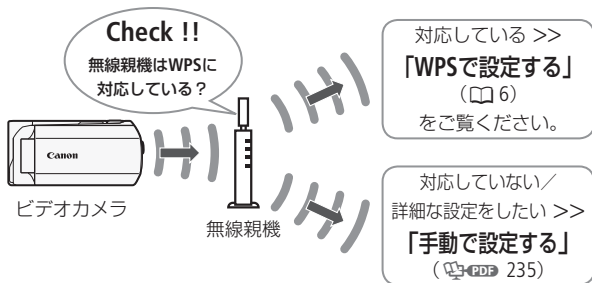 Check !!
無線親機はWPSに
対応している？
Canon
ビデオカメラ
無線親機
対応している >>
「WPSで設定する」
（ 6）
をご覧ください。
対応していない／
詳細な設定をしたい >>
「手動で設定する」
（ PDF 235）